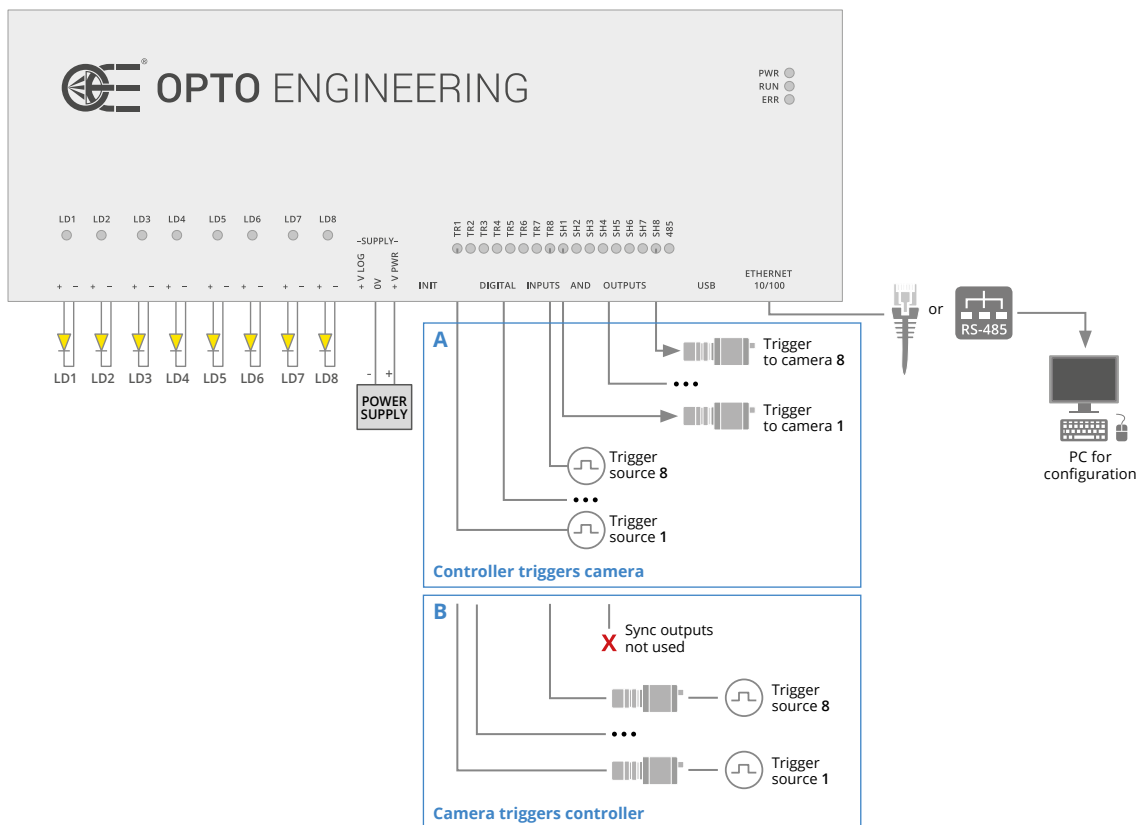 OPTO ENGINEERING®
PWR
RUN
ERR
LD1 LD2 LD3 LD4 LD5 LD6 LD7 LD8
TR1 TR2 TR3 TR4 TR5 TR6 TR7 TR8 SH1 SH2 SH3 SH4 SH5 SH6 SH7 SH8 485
–SUPPLY–
+ V LOG 0V + V PWR
+ – + – + – + – + – + – + – + –
INIT DIGITAL INPUTS AND OUTPUTS USB
ETHERNET
10/100
LD1 LD2 LD3 LD4 LD5 LD6 LD7 LD8
- +
POWER
SUPPLY
A
Trigger
to camera 8
•••
Trigger
to camera 1
Trigger
source 8
•••
Trigger
source 1
Controller triggers camera
or
RS-485
PC for
configuration
B
X
Sync outputs
not used
Trigger
source 8
•••
Trigger
source 1
Camera triggers controller